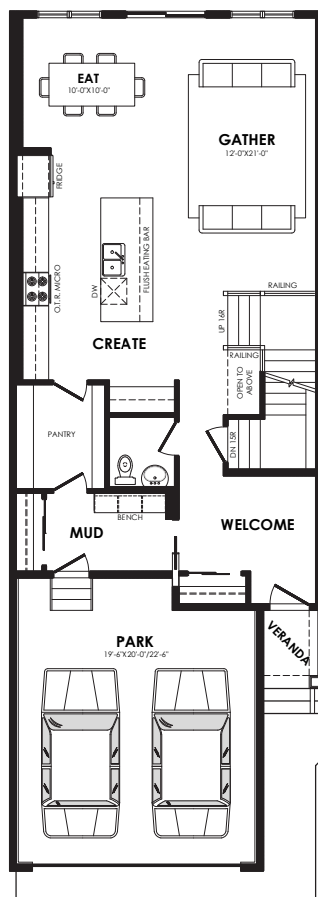 EAT
10'-0"X10'-0"
GATHER
12'-0"X21'-0"
FRIDGE
O.T.R. MICRO
DW
FLUSH EATING BAR
RAILING
UP 16R
CREATE
RAILING
OPEN TO
ABOVE
PANTRY
DN 15R
BENCH
MUD
WELCOME
PARK
19'-6"X20'-0"/22'-6"
VERANDA